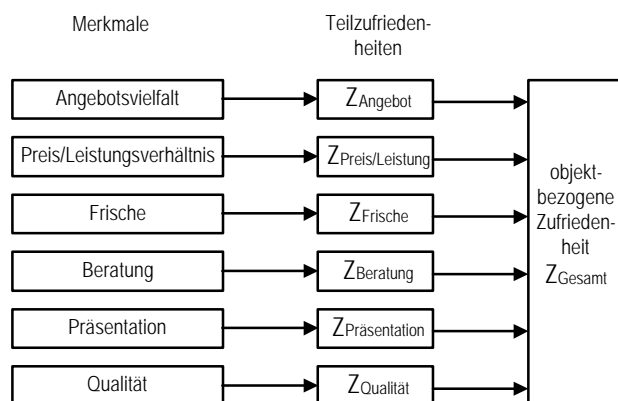 Merkmale
Teilzufrieden-
heiten
Angebotsvielfalt
ZAngebot
Preis/Leistungsverhältnis
ZPreis/Leistung
Frische
ZFrische
Beratung
ZBeratung
Präsentation
ZPräsentation
Qualität
ZQualität
objekt-
bezogene
Zufrieden-
heit
ZGesamt